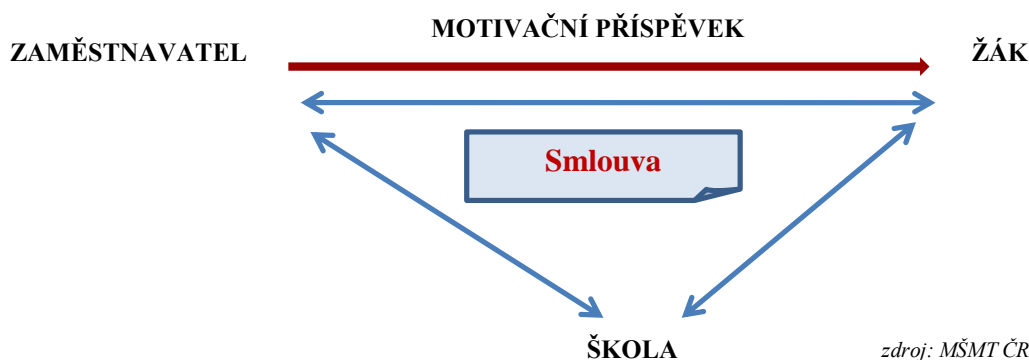 MOTIVAČNÍ PŘÍSPĚVEK
ZAMĚSTNAVATEL
ŽÁK
Smlouva
ŠKOLA
zdroj: MŠMT ČR